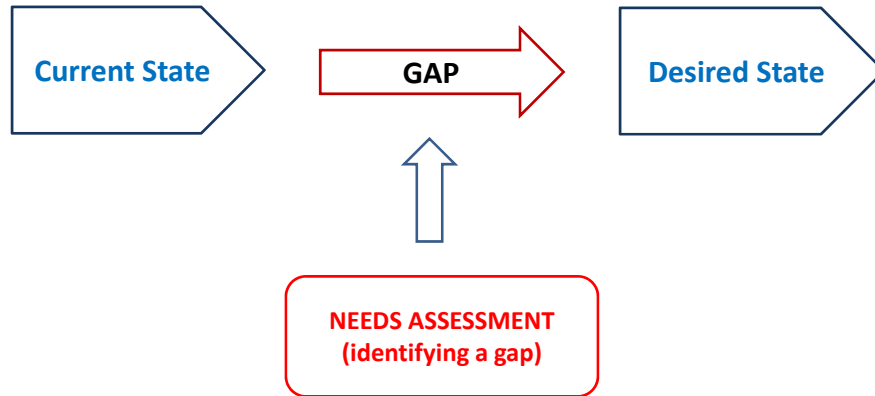 Current State
GAP
Desired State
NEEDS ASSESSMENT
(identifying a gap)